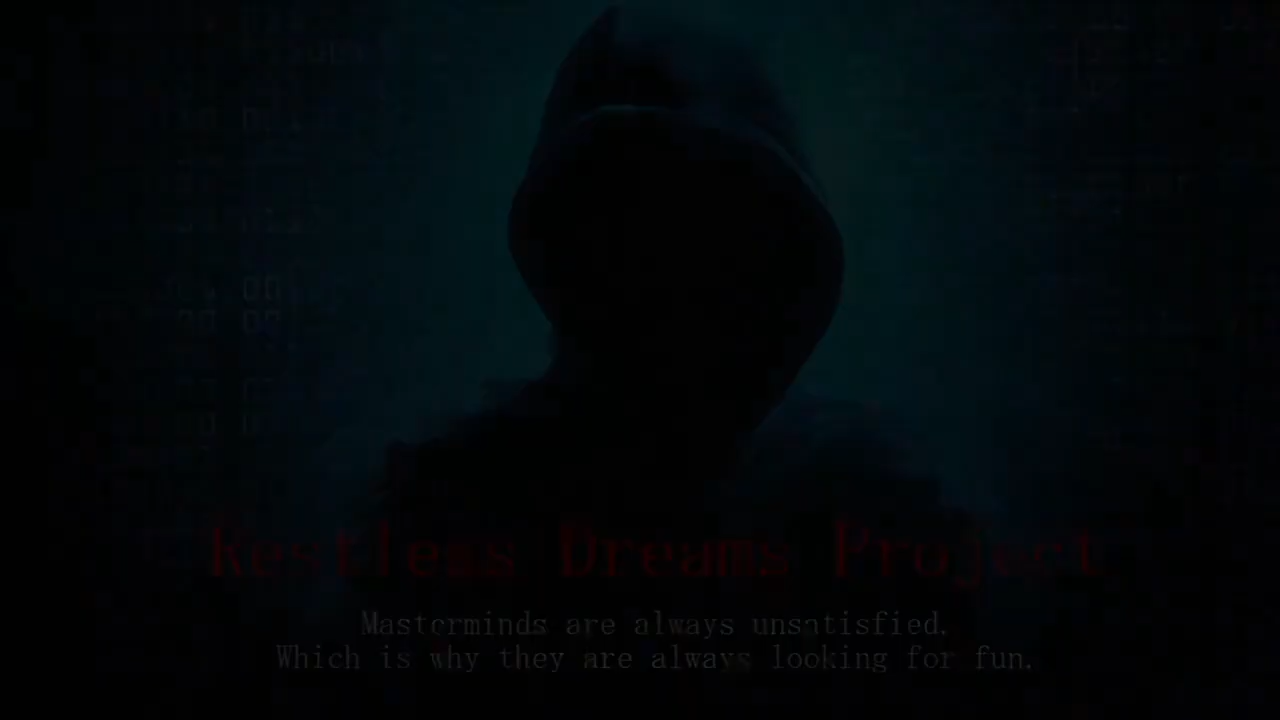 Restless Dreams Project
Masterminds are always unsatisfied.
Which is why they are always looking for fun.